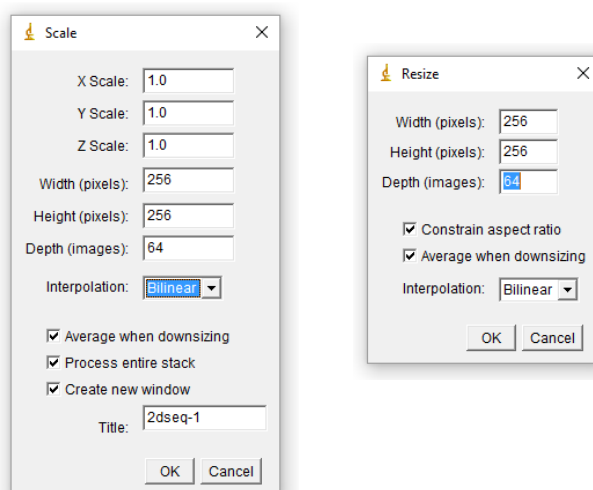 Scale
X Scale: 1.0
Y Scale: 1.0
Z Scale: 1.0
Width (pixels): 256
Height (pixels): 256
Depth (images): 64
Interpolation: Bilinear
Average when downsizing
Process entire stack
Create new window
Title: 2dseq-1
OK Cancel
Resize
Width (pixels): 256
Height (pixels): 256
Depth (images): 64
Constrain aspect ratio
Average when downsizing
Interpolation: Bilinear
OK Cancel